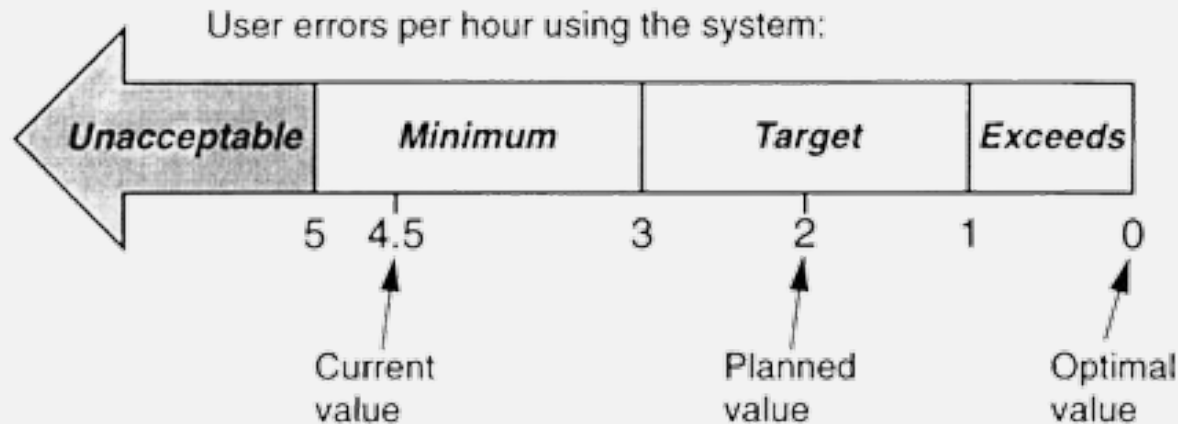 User errors per hour using the system:
Unacceptable Minimum Target Exceeds
5 4.5 3 2 1 0
Current value
Planned value
Optimal value